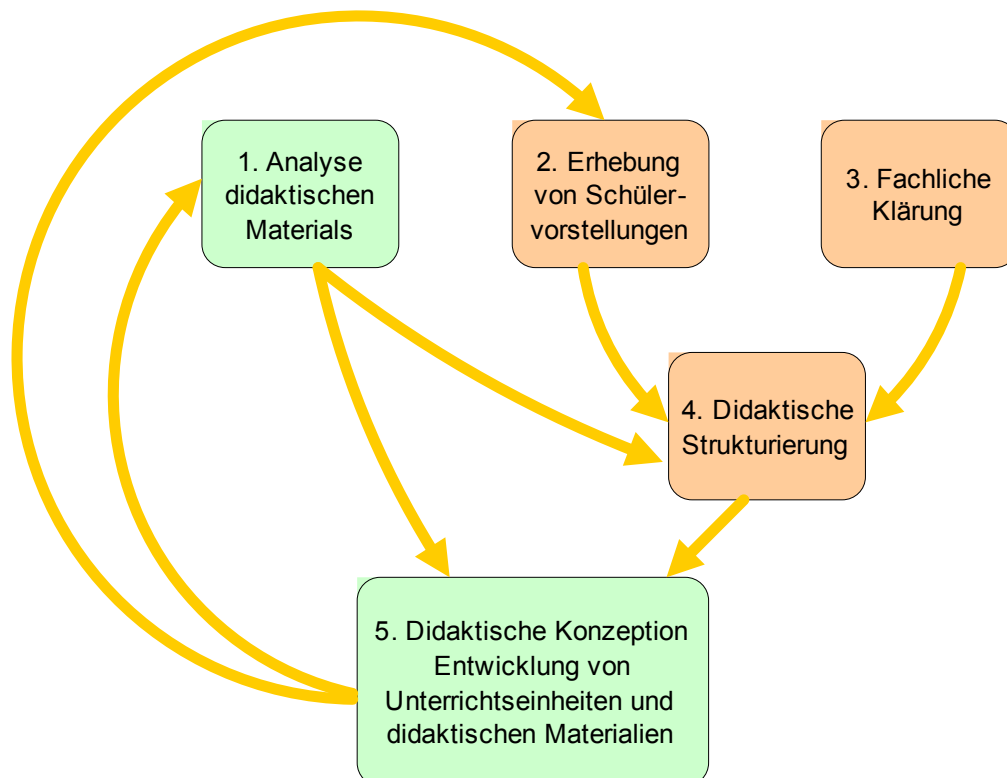 1. Analyse
didaktischen
Materials
2. Erhebung
von Schüler-
vorstellungen
3. Fachliche
Klärung
4. Didaktische
Strukturierung
5. Didaktische Konzeption
Entwicklung von
Unterrichtseinheiten und
didaktischen Materialien